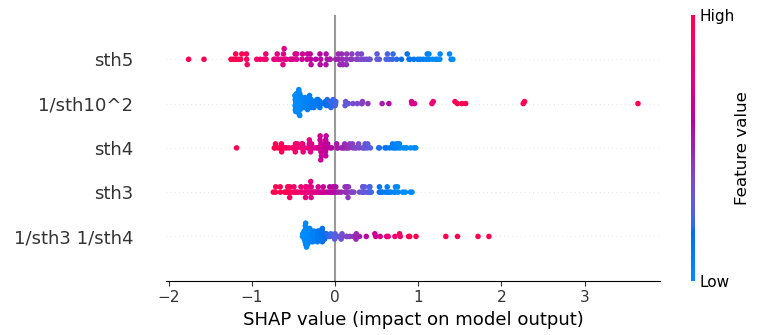 High
sth5
1/sth10^2
sth4
sth3
1/sth3 1/sth4
Feature value
Low
−2 −1 0 1 2 3
SHAP value (impact on model output)